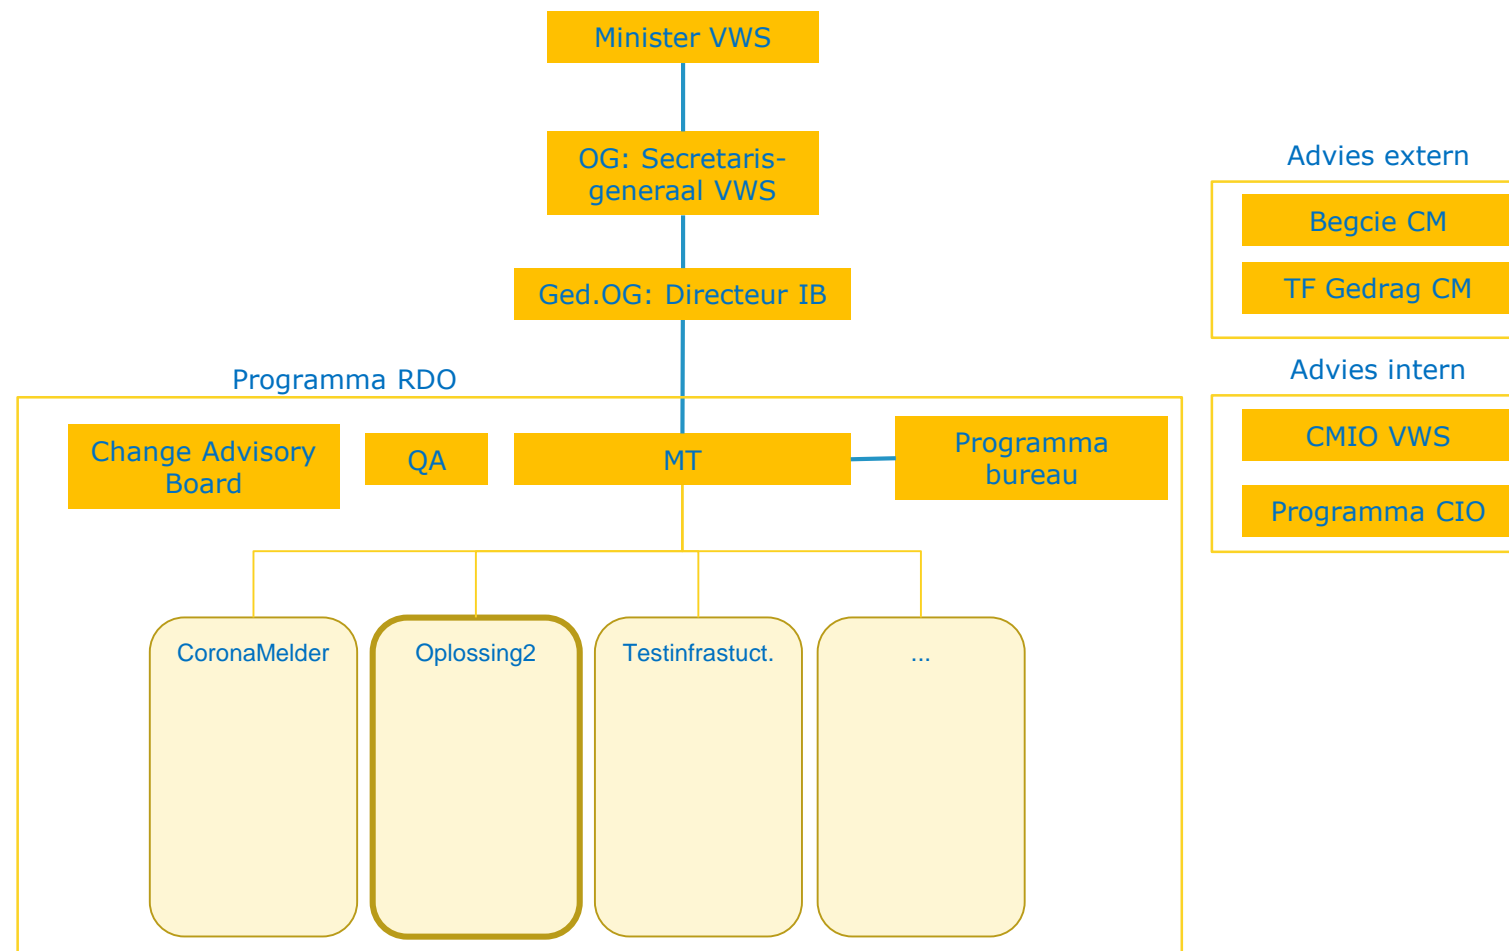 Minister VWS
OG: Secretaris-
generaal VWS
Ged.OG: Directeur IB
Advies extern
Begcie CM
TF Gedrag CM
Advies intern
CMIO VWS
Programma CIO
Programma RDO
Change Advisory
Board
QA
MT
Programma
bureau
CoronaMelder
Oplossing2
Testinfrastuct.
...